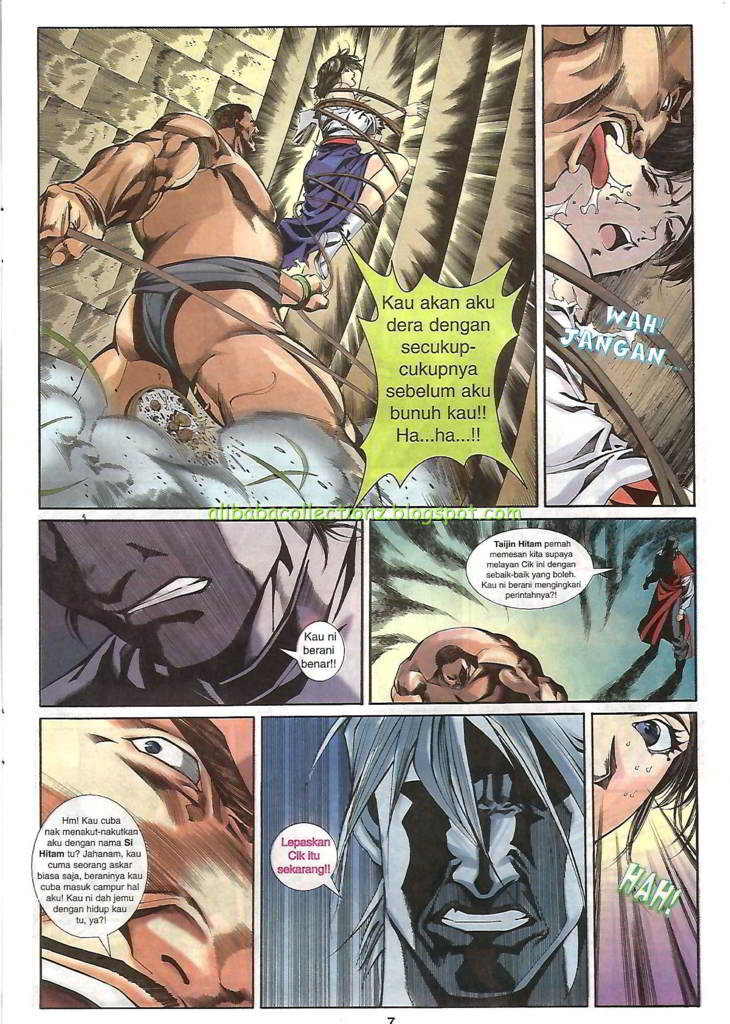 Kau akan aku
dera dengan
secukup-
cukupnya
sebelum aku
bunuh kau!!
Ha...ha...!!
WAH!
JANGAN...
alibabacollectionz.blogspot.com
Kau ni
berani
benar!!
Taijin Hitam pernah
memesan kita supaya
melayan Cik ini dengan
sebaik-baik yang boleh.
Kau ni berani mengingkari
perintahnya?!
Hm! Kau cuba
nak menakut-nakutkan
aku dengan nama Si
Hitam tu? Jahanam, kau
cuma seorang askar
biasa saja, beraninya kau
cuba masuk campur hal
aku! Kau ni dah jemu
dengan hidup kau
tu, ya?!
Lepaskan
Cik itu
sekarang!!
HAH!
7